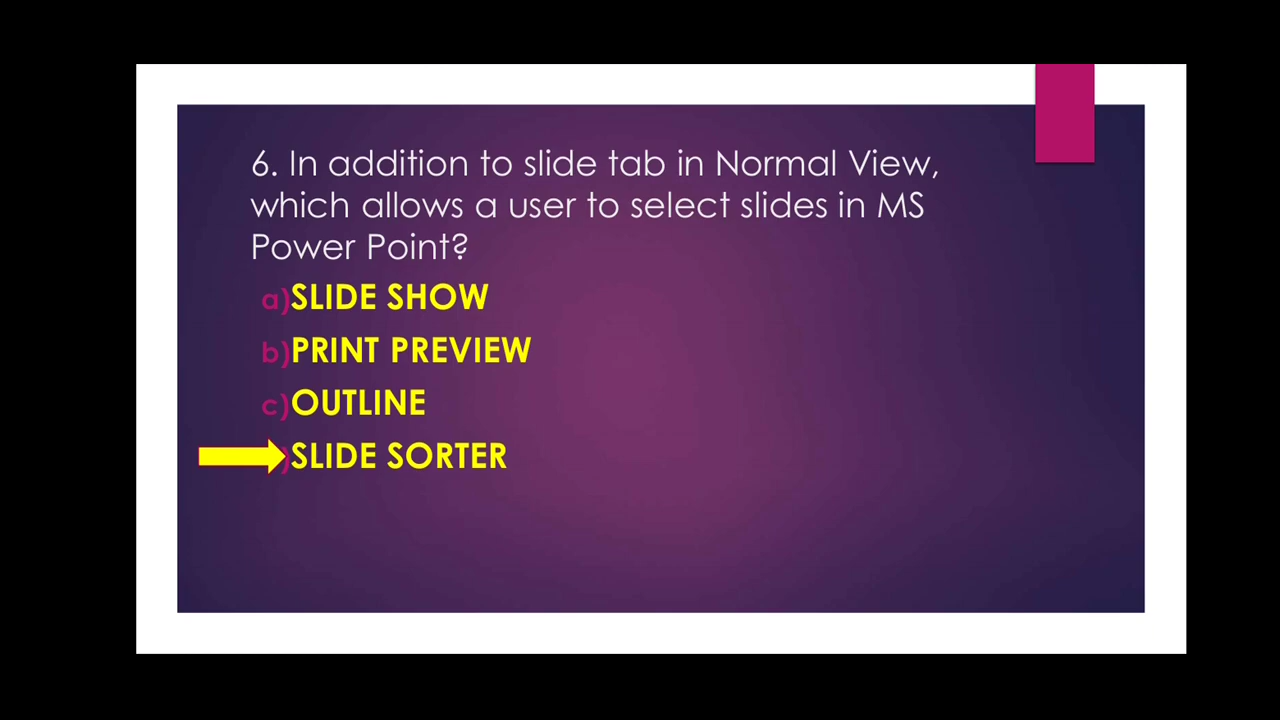 6. In addition to slide tab in Normal View,
which allows a user to select slides in MS
Power Point?
a)SLIDE SHOW
b)PRINT PREVIEW
c)OUTLINE
)SLIDE SORTER